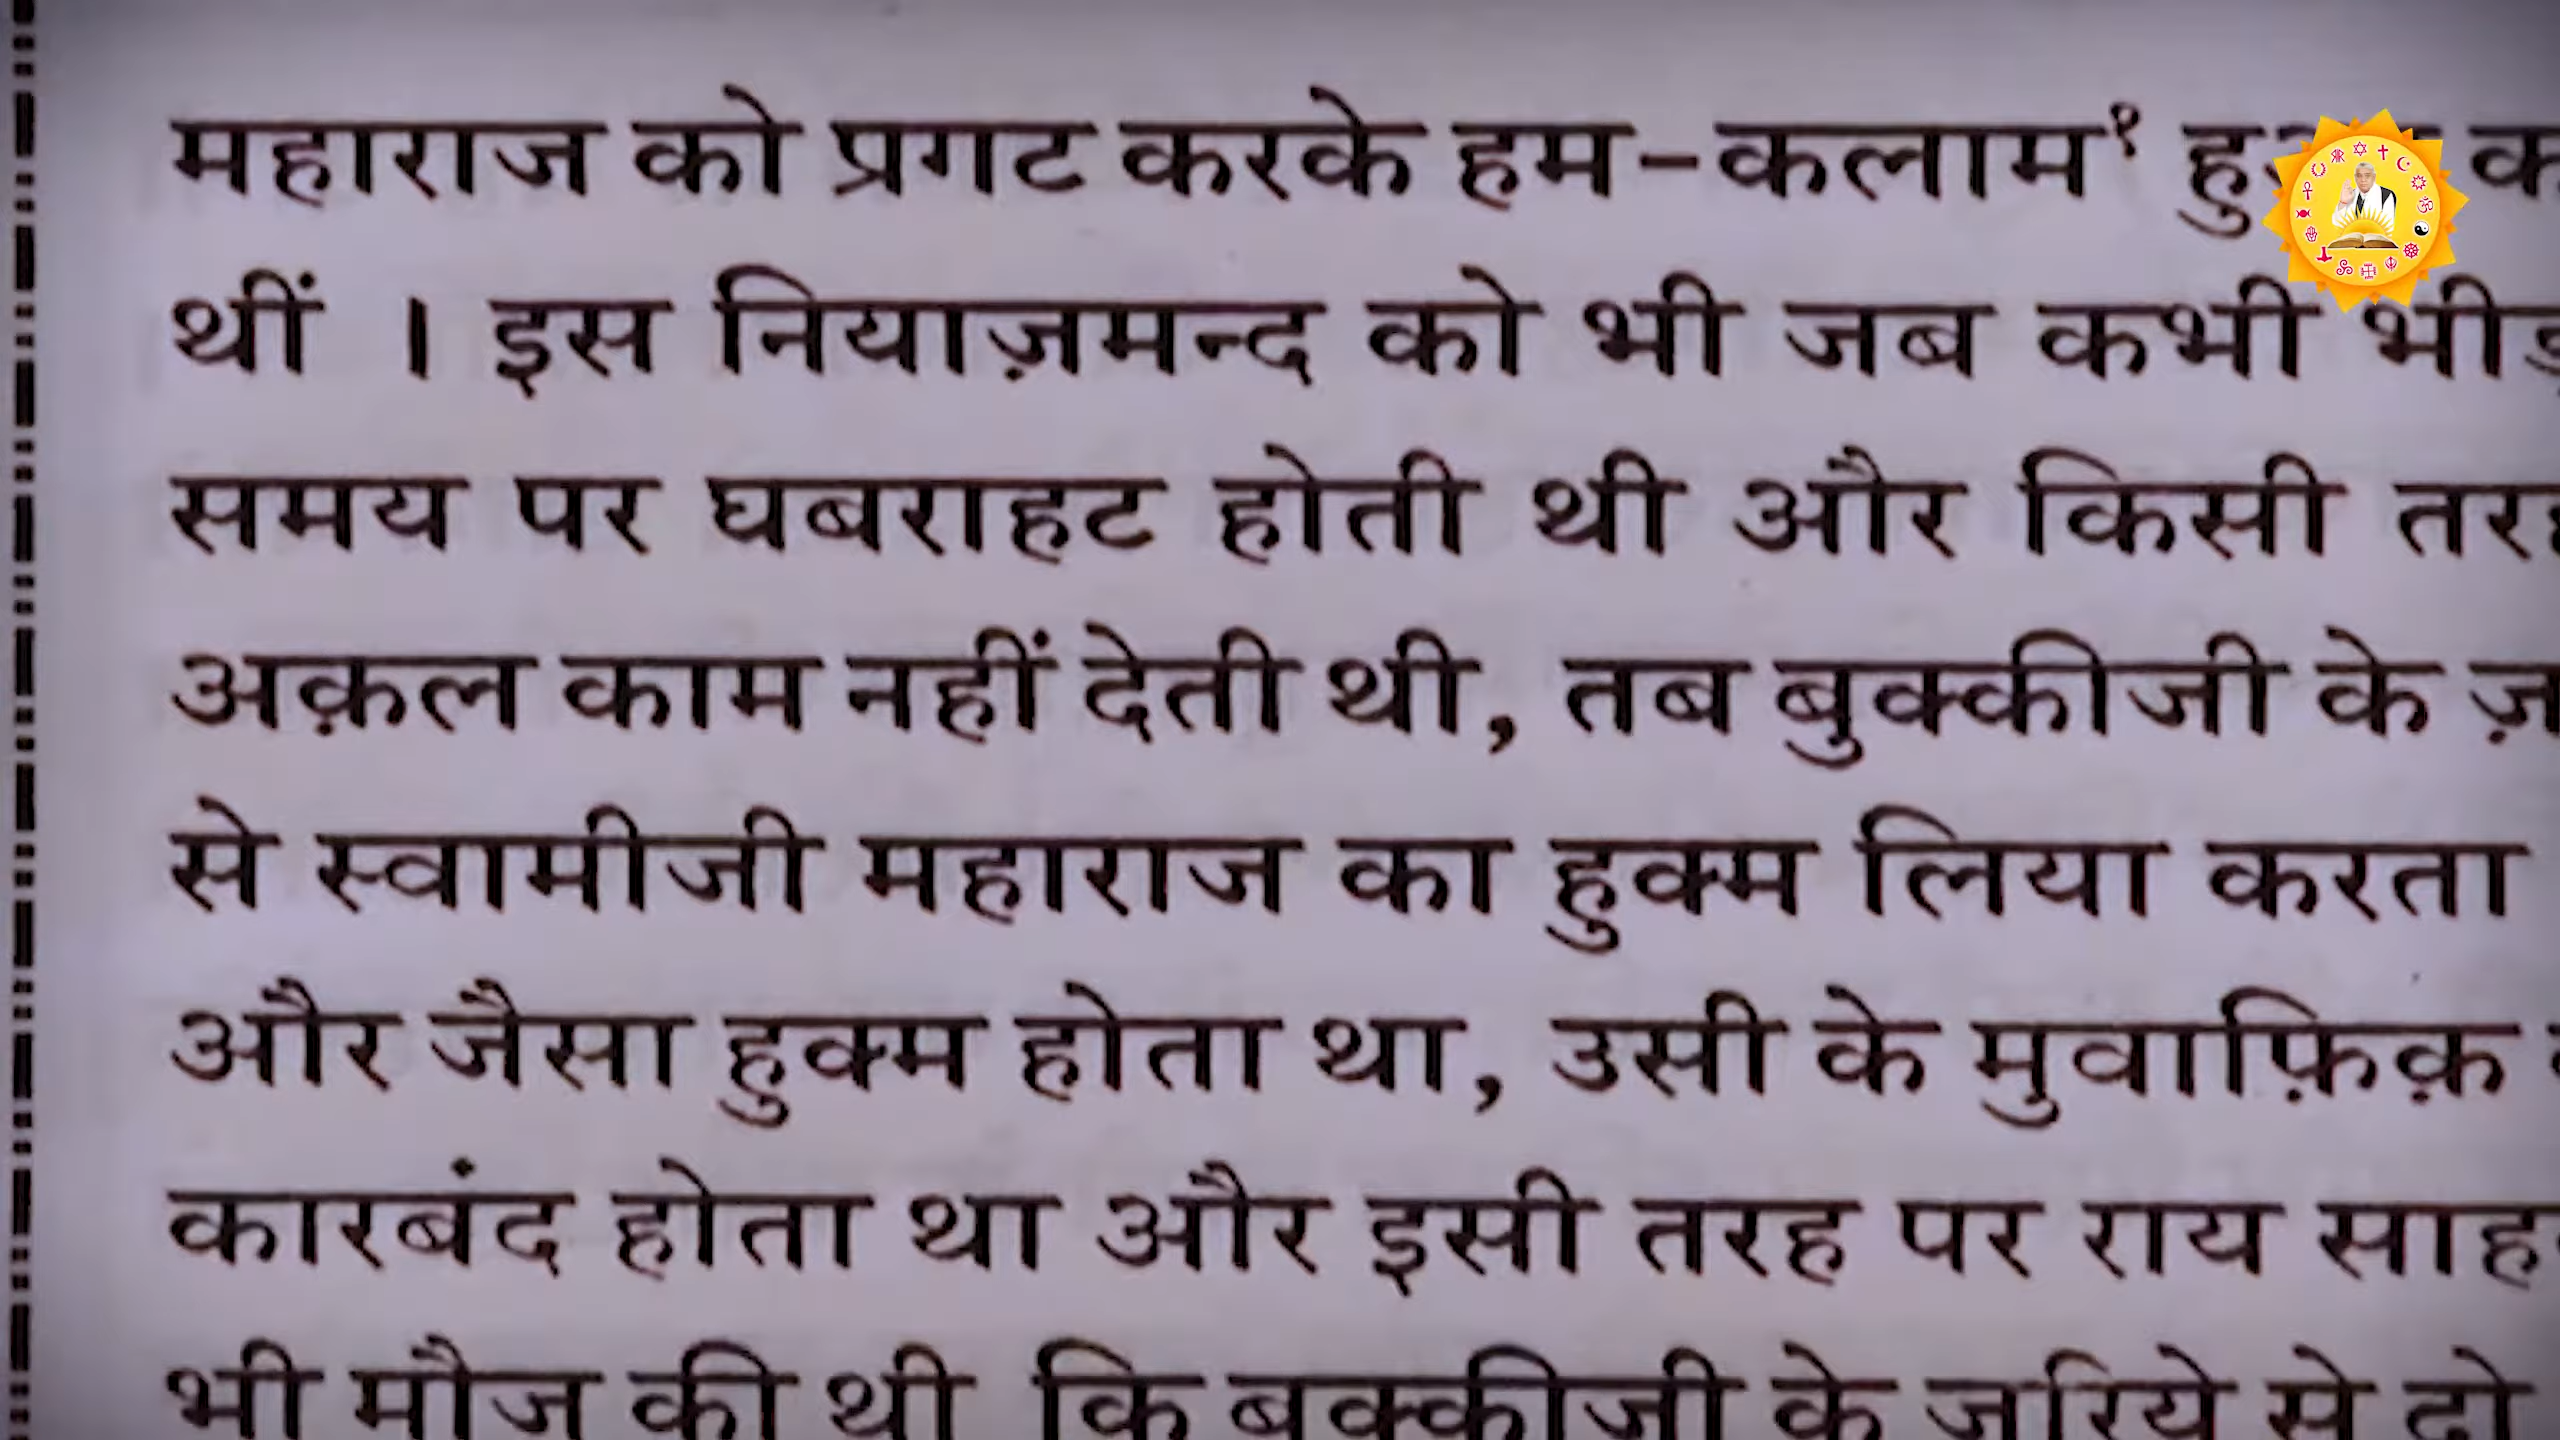 महाराज को प्रगट करके हम-कलाम१
थीं । इस नियाज़मन्द को भी जब कभी
समय पर घबराहट होती थी और किसी
अक़ल काम नहीं देती थी, तब बुक्कीजी के
से स्वामीजी महाराज का हुक्म लिया करता
और जैसा हुक्म होता था, उसी के मुवाफ़िक़
कारबंद होता था और इसी तरह पर राय
भी मौज की थी कि बुक्कीजी के ज़रिये से दो